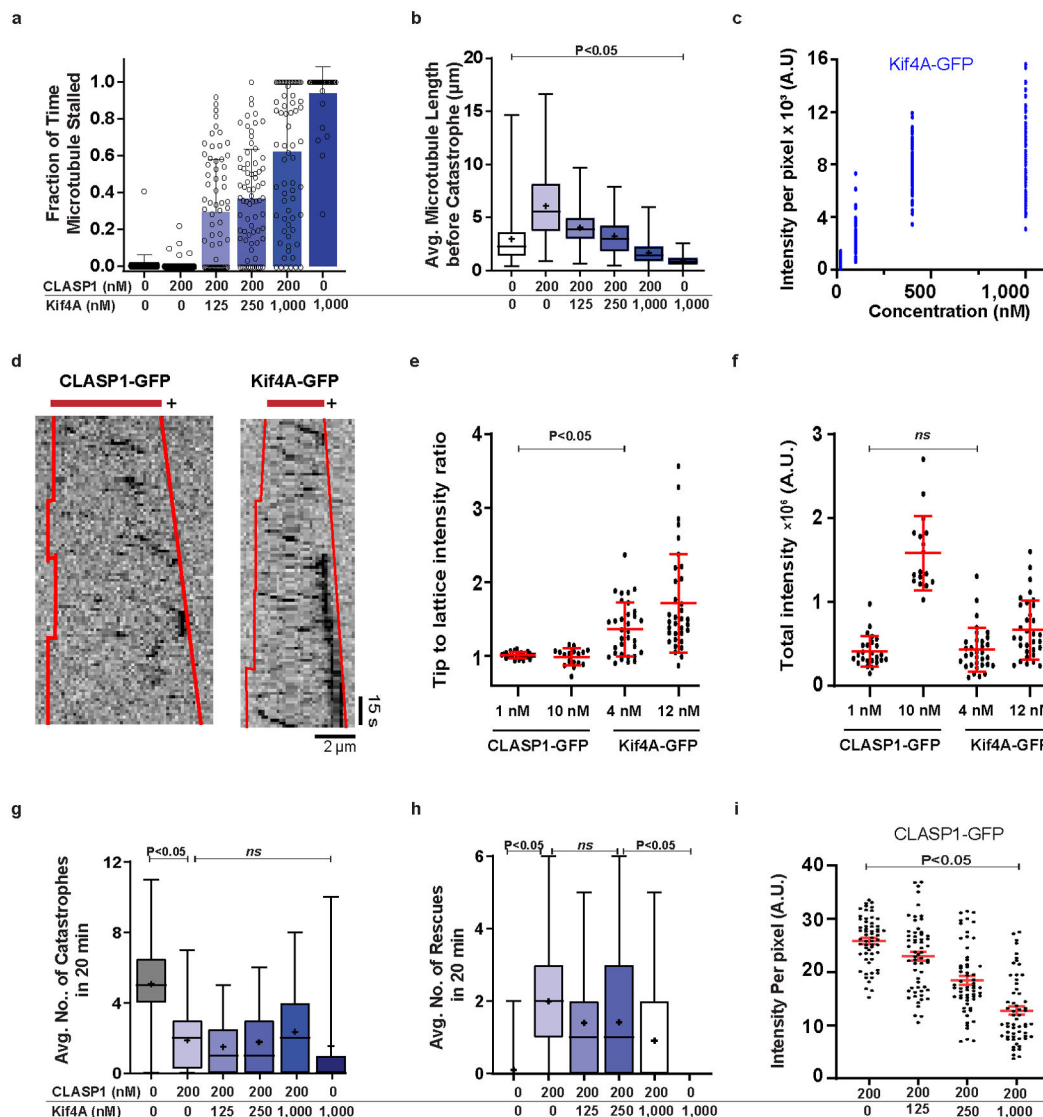 a
Fraction of Time
Microtubule Stalled
1.0
0.8
0.6
0.4
0.2
0.0
CLASP1 (nM) 0 200 200 200 200 0
Kif4A (nM) 0 0 125 250 1,000 1,000
b
P<0.05
Avg. Microtubule Length
before Catastrophe (µm)
20
15
10
5
0
0 200 200 200 200 0
0 0 125 250 1,000 1,000
c
Kif4A-GFP
Intensity per pixel x 10³ (A.U)
16
12
8
4
0
0 500 1,000
Concentration (nM)
d
CLASP1-GFP
+
Kif4A-GFP
+
15 s
2 µm
e
P<0.05
Tip to lattice intensity ratio
4
3
2
1
1 nM 10 nM 4 nM 12 nM
CLASP1-GFP Kif4A-GFP
f
ns
Total intensity ×10⁶ (A.U.)
3
2
1
0
1 nM 10 nM 4 nM 12 nM
CLASP1-GFP Kif4A-GF
g
P<0.05 ns
Avg. No.. of Catastrophes
in 20 min
12
8
4
0
CLASP1 (nM) 0 200 200 200 200 0
Kif4A (nM) 0 0 125 250 1,000 1,000
h
P<0.05 ns P<0.05
Avg. No. of Rescues
in 20 min
6
4
2
0
0 200 200 200 200 0
0 0 125 250 1,000 1,000
i
CLASP1-GFP
P<0.05
Intensity Per pixel (A.U.)
40
30
20
10
0
200 200 200 200
0 125 250 1,000